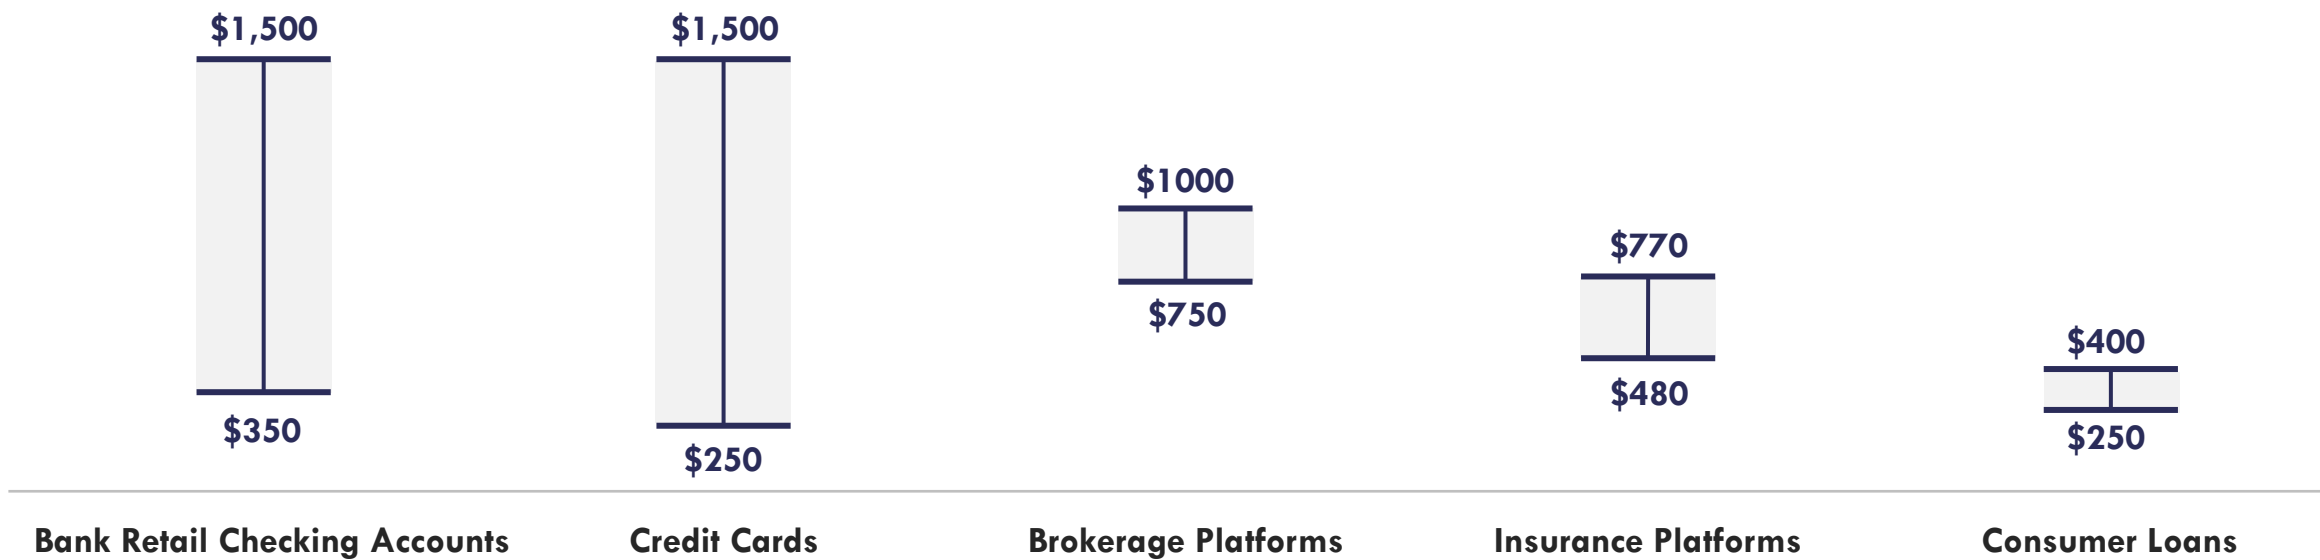 $1,500
$350
$1,500
$250
$1000
$750
$770
$480
$400
$250
Bank Retail Checking Accounts
Credit Cards
Brokerage Platforms
Insurance Platforms
Consumer Loans